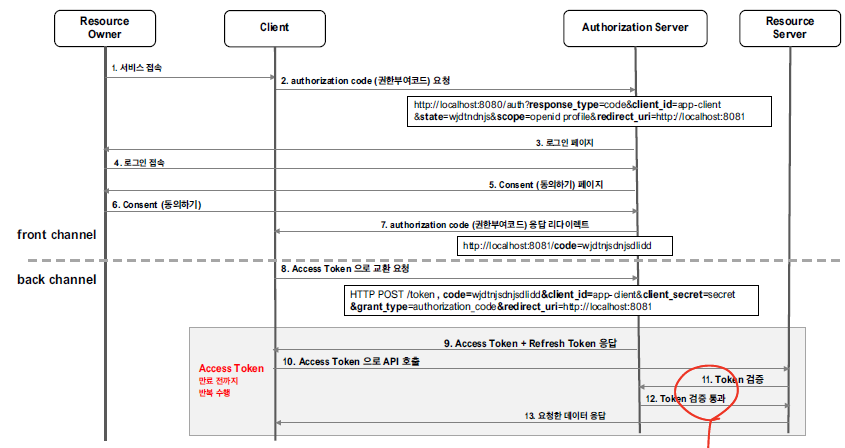 Resource
Owner
Client
Authorization Server
Resource
Server
1. 서비스 접속
2. authorization code (권한부여코드) 요청
http://localhost:8080/auth?response_type=code&client_id=app-client
&state=wjdtndnjs&scope=openid profile&redirect_uri=http://localhost:8081
3. 로그인 페이지
4. 로그인 접속
5. Consent (동의하기) 페이지
6. Consent (동의하기)
7. authorization code (권한부여코드) 응답 리다이렉트
front channel
http://localhost:8081/code=wjdtnjsdnjsdlidd
back channel
8. Access Token 으로 교환 요청
HTTP POST /token , code=wjdtnjsdnjsdlidd&client_id=app-client&client_secret=secret
&grant_type=authorization_code&redirect_uri=http://localhost:8081
9. Access Token + Refresh Token 응답
Access Token
만료 전까지
반복 수행
10. Access Token 으로 API 호출
11. Token 검증
12. Token 검증 통과
13. 요청한 데이터 응답